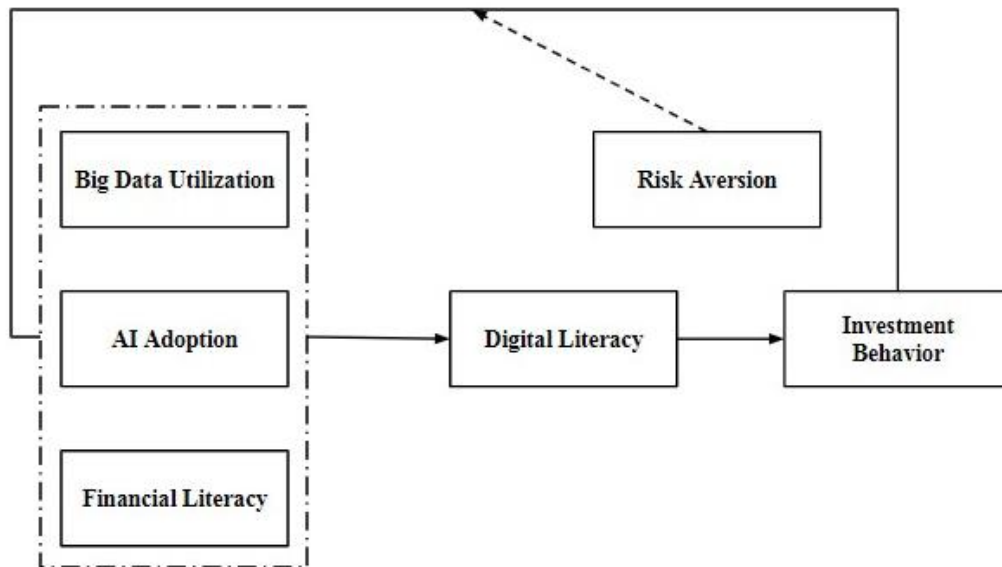 Big Data Utilization
Risk Aversion
AI Adoption
Digital Literacy
Investment
Behavior
Financial Literacy